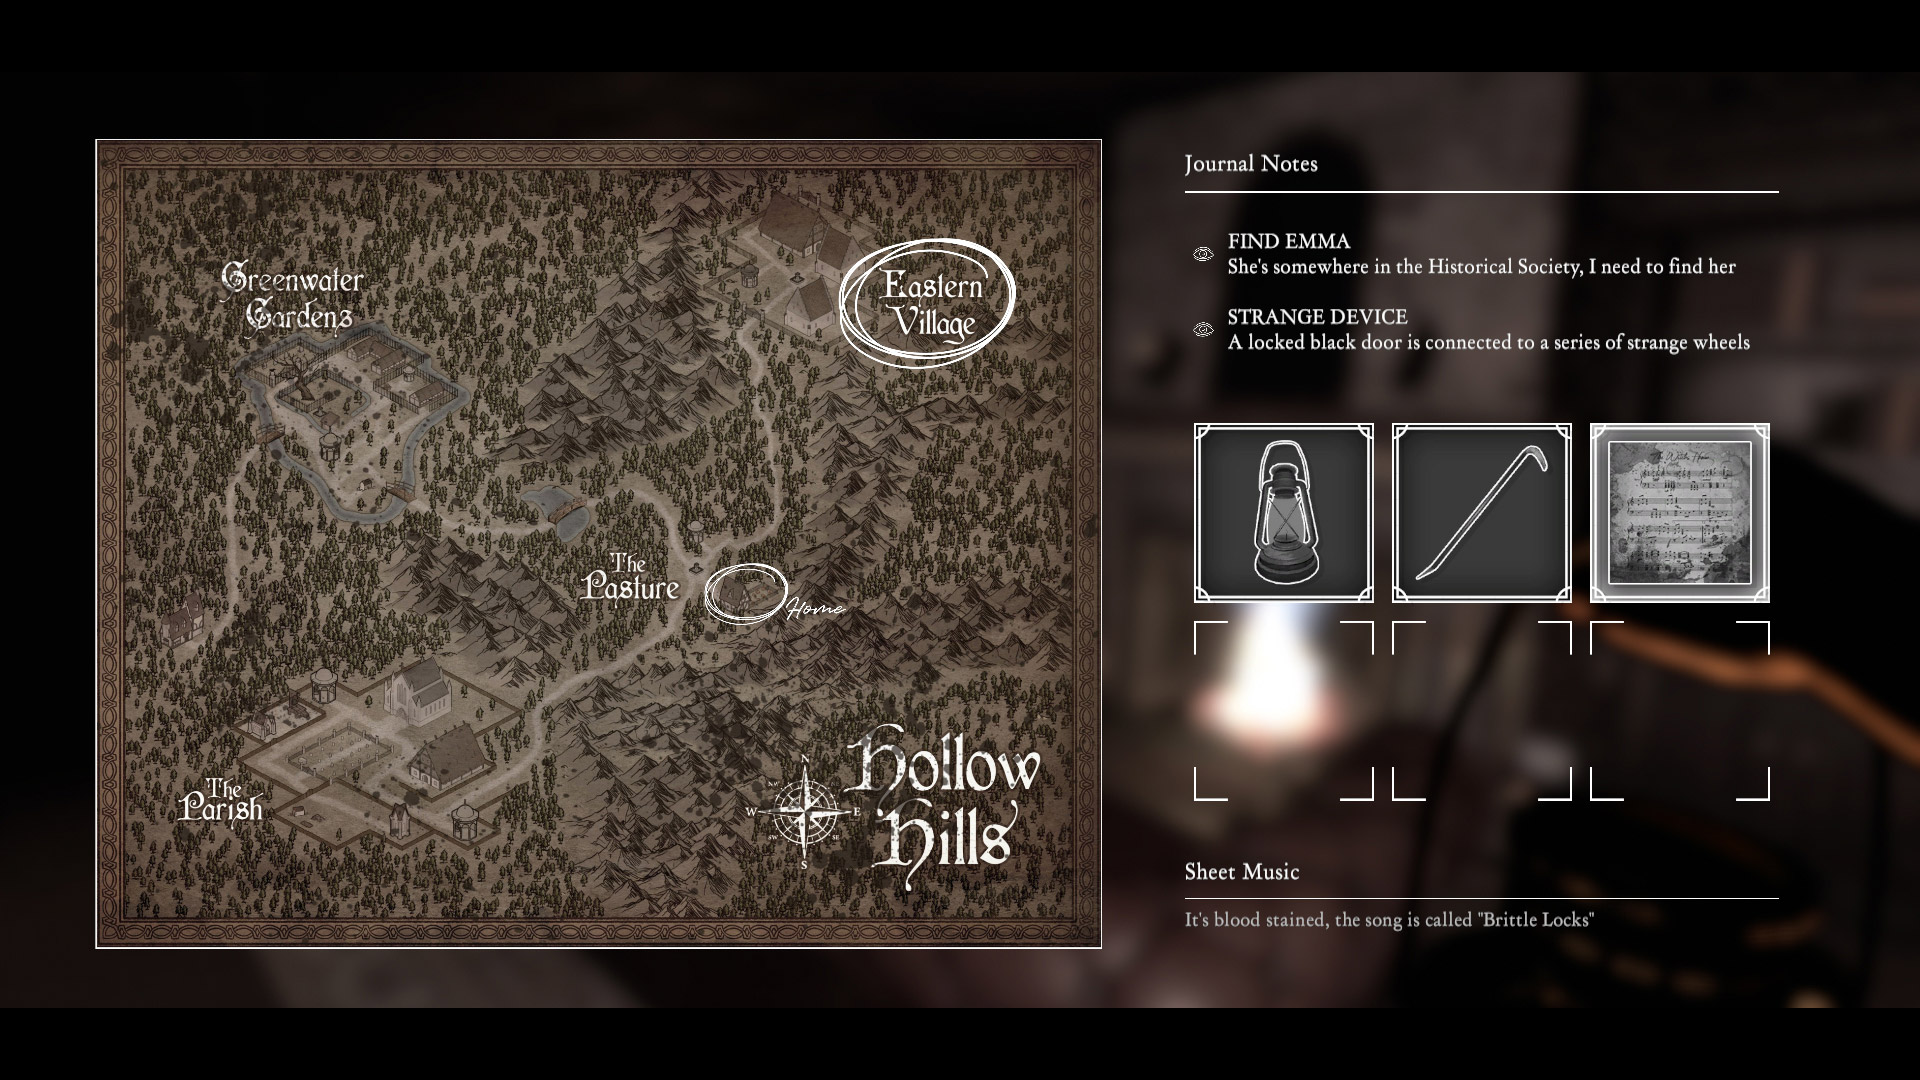 Greenwater
Gardens
Eastern
Village
The
Pasture
Home
The
Parish
Hollow
Hills
N
W
E
SW
SE
S
Journal Notes
FIND EMMA
She's somewhere in the Historical Society, I need to find her
STRANGE DEVICE
A locked black door is connected to a series of strange wheels
Sheet Music
It's blood stained, the song is called "Brittle Locks"